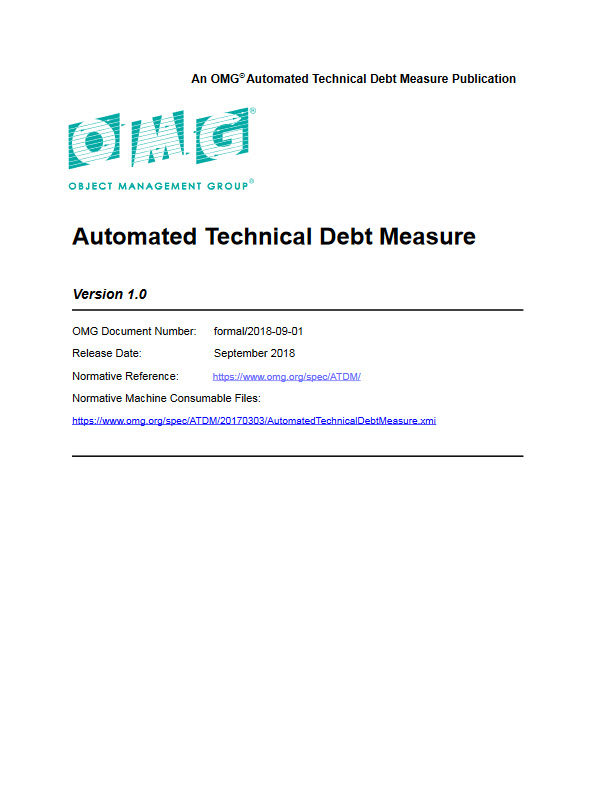 An OMG® Automated Technical Debt Measure Publication
OMG®
OBJECT MANAGEMENT GROUP®
Automated Technical Debt Measure
Version 1.0
OMG Document Number: formal/2018-09-01
Release Date: September 2018
Normative Reference: https://www.omg.org/spec/ATDM/
Normative Machine Consumable Files:
https://www.omg.org/spec/ATDM/20170303/AutomatedTechnicalDebtMeasure.xmi